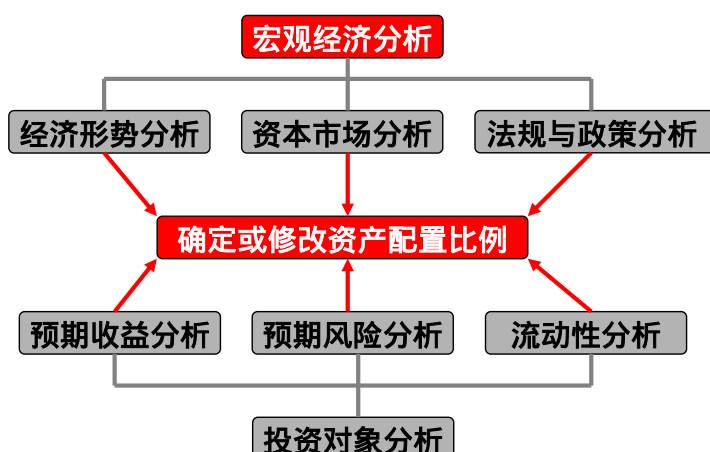 宏观经济分析
经济形势分析
资本市场分析
法规与政策分析
确定或修改资产配置比例
预期收益分析
预期风险分析
流动性分析
投资对象分析